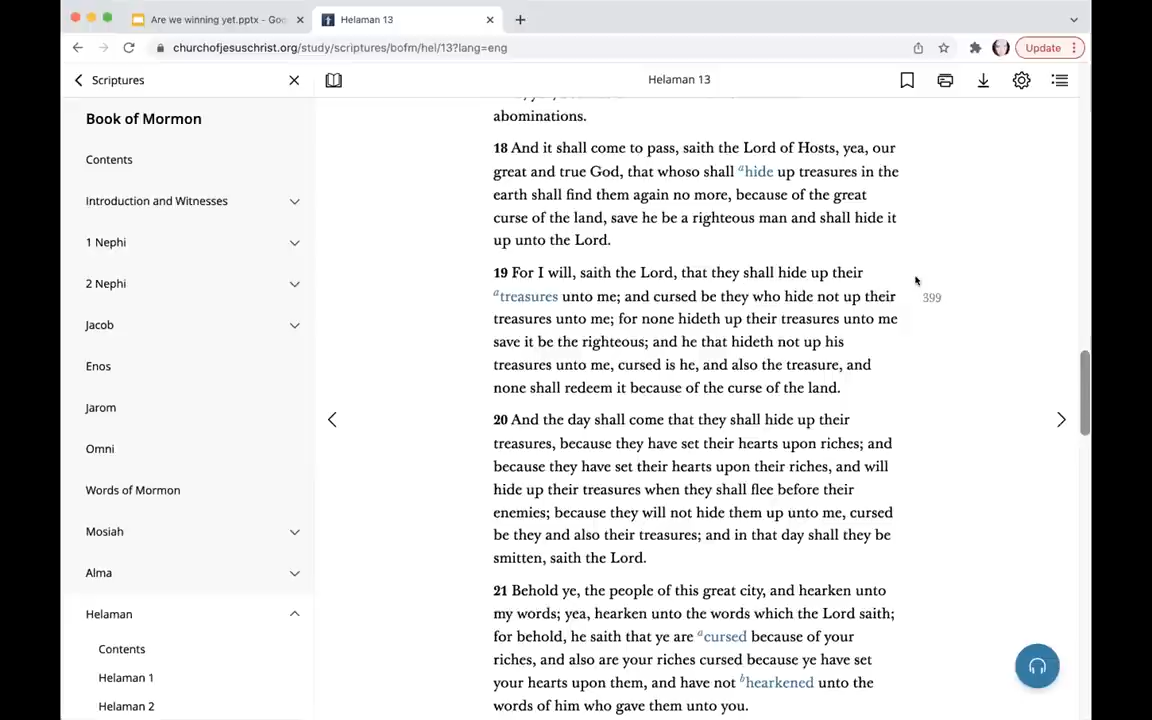 Are we winning yet.pptx - Goo
Helaman 13
churchofjesuschrist.org/study/scriptures/bofm/hel/13?lang=eng
Update
Scriptures
Helaman 13
Book of Mormon
Contents
Introduction and Witnesses
1 Nephi
2 Nephi
Jacob
Enos
Jarom
Omni
Words of Mormon
Mosiah
Alma
Helaman
Contents
Helaman 1
Helaman 2
abominations.
18 And it shall come to pass, saith the Lord of Hosts, yea, our
great and true God, that whoso shall a hide up treasures in the
earth shall find them again no more, because of the great
curse of the land, save he be a righteous man and shall hide it
up unto the Lord.
19 For I will, saith the Lord, that they shall hide up their
a treasures unto me; and cursed be they who hide not up their
399
treasures unto me; for none hideth up their treasures unto me
save it be the righteous; and he that hideth not up his
treasures unto me, cursed is he, and also the treasure, and
none shall redeem it because of the curse of the land.
20 And the day shall come that they shall hide up their
treasures, because they have set their hearts upon riches; and
because they have set their hearts upon their riches, and will
hide up their treasures when they shall flee before their
enemies; because they will not hide them up unto me, cursed
be they and also their treasures; and in that day shall they be
smitten, saith the Lord.
21 Behold ye, the people of this great city, and hearken unto
my words; yea, hearken unto the words which the Lord saith;
for behold, he saith that ye are a cursed because of your
riches, and also are your riches cursed because ye have set
your hearts upon them, and have not b hearkened unto the
words of him who gave them unto you.